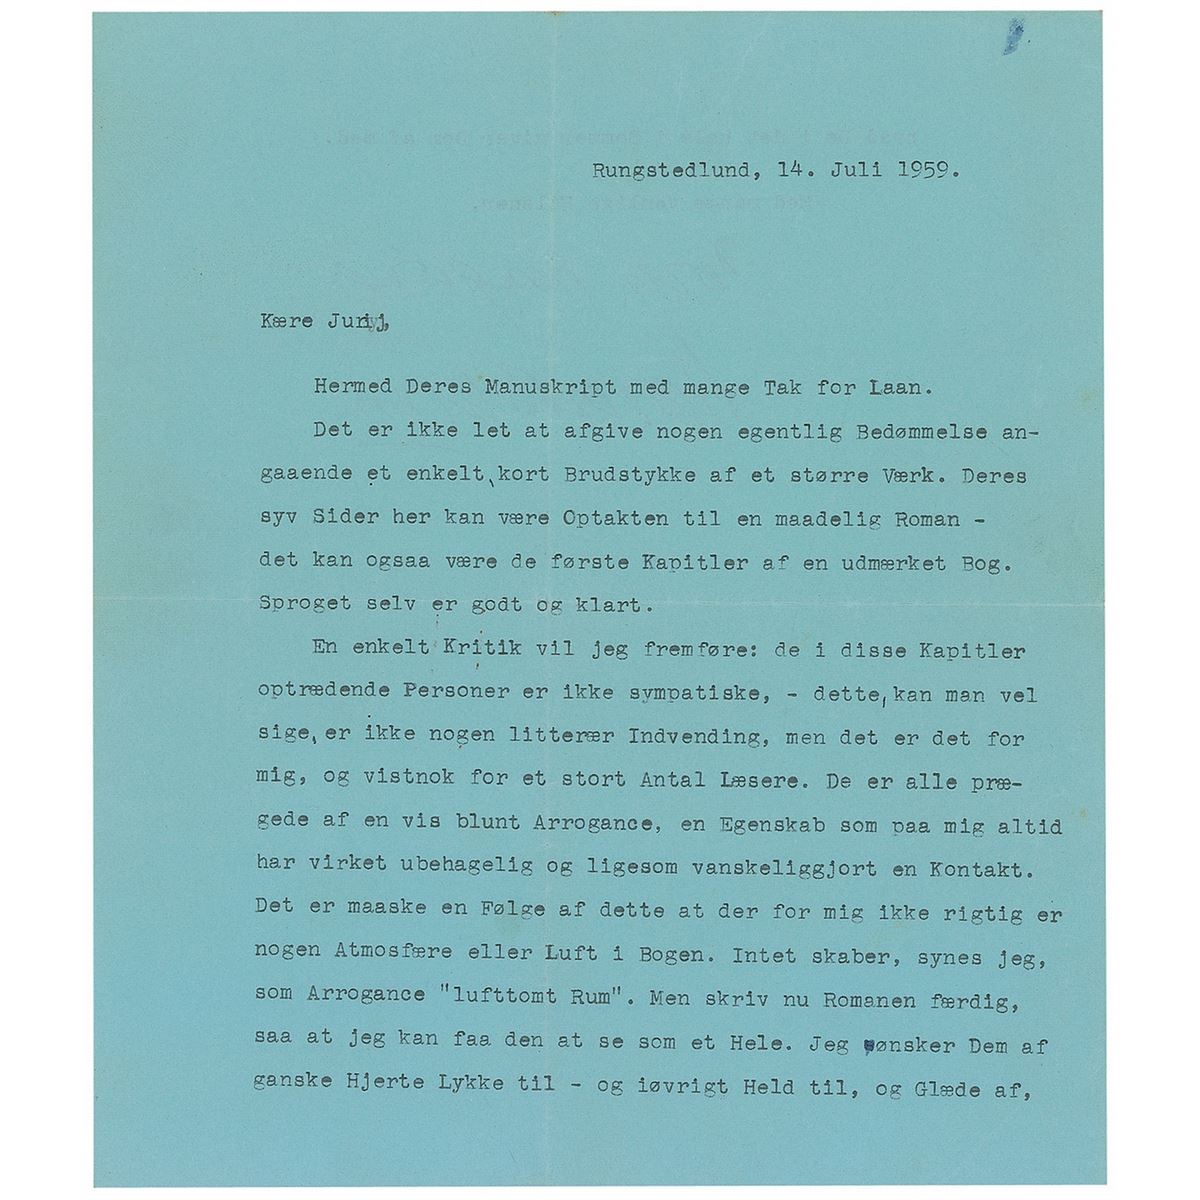 Rungstedlund, 14. Juli 1959.
Kære Jurij,
Hermed Deres Manuskript med mange Tak for Laan.
Det er ikke let at afgive nogen egentlig Bedømmelse an-
gaaende et enkelt, kort Brudstykke af et større Værk. Deres
syv Sider her kan være Optakten til en maadelig Roman -
det kan ogsaa være de første Kapitler af en udmærket Bog.
Sproget selv er godt og klart.
En enkelt Kritik vil jeg fremføre: de i disse Kapitler
optrædende Personer er ikke sympatiske, - dette, kan man vel
sige, er ikke nogen litterær Indvending, men det er det for
mig, og vistnok for et stort Antal Læsere. De er alle præ-
gede af en vis blunt Arrogance, en Egenskab som paa mig altid
har virket ubehagelig og ligesom vanskeliggjort en Kontakt.
Det er maaske en Følge af dette at der for mig ikke rigtig er
nogen Atmosfære eller Luft i Bogen. Intet skaber, synes jeg,
som Arrogance "lufttomt Rum". Men skriv nu Romanen færdig,
saa at jeg kan faa den at se som et Hele. Jeg ønsker Dem af
ganske Hjerte Lykke til - og iøvrigt Held til, og Glæde af,